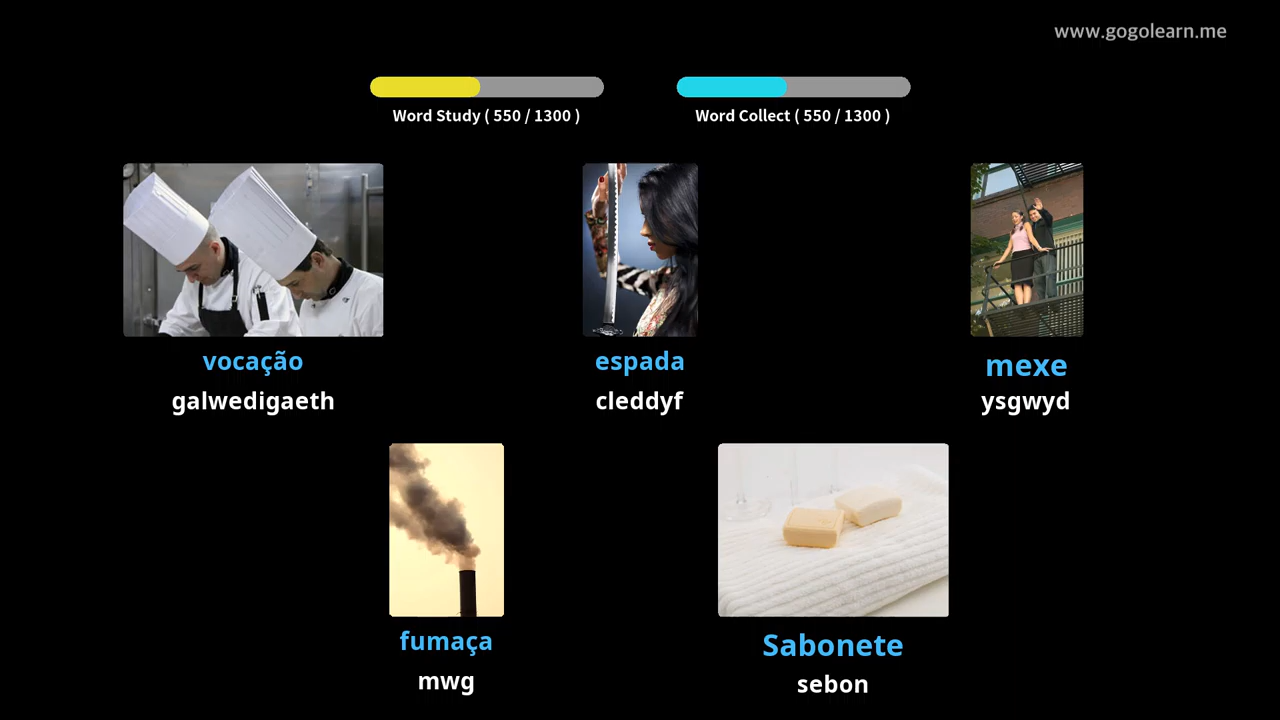 www.gogolearn.me
Word Study ( 550 / 1300 )
Word Collect ( 550 / 1300 )
vocação
galwedigaeth
espada
cleddyf
mexe
ysgwyd
fumaça
mwg
Sabonete
sebon